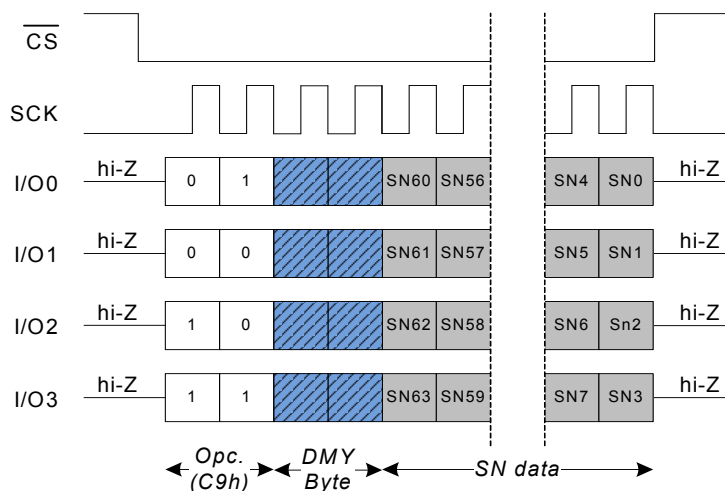 CS
SCK
hi-Z 0 1 SN60 SN56 SN4 SN0 hi-Z
I/O0
hi-Z 0 0 SN61 SN57 SN5 SN1 hi-Z
I/O1
hi-Z 1 0 SN62 SN58 SN6 Sn2 hi-Z
I/O2
hi-Z 1 1 SN63 SN59 SN7 SN3 hi-Z
I/O3
Opc. DMY SN data
(C9h) Byte